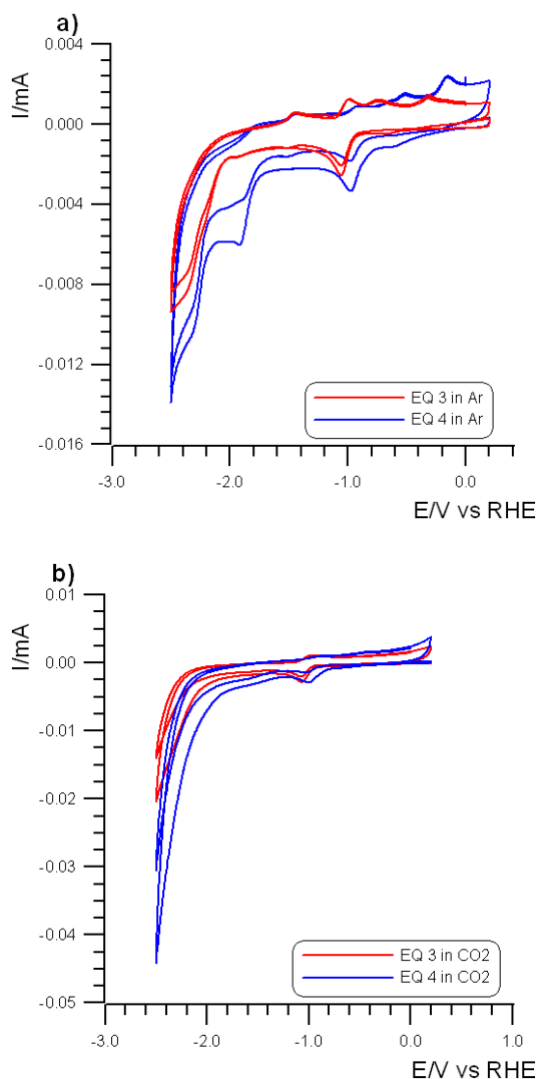 a)
I/mA
0.004
0.000
-0.004
-0.008
-0.012
-0.016
EQ 3 in Ar
EQ 4 in Ar
-3.0 -2.0 -1.0 0.0
E/V vs RHE
b)
I/mA
0.01
0.00
-0.01
-0.02
-0.03
-0.04
-0.05
EQ 3 in CO2
EQ 4 in CO2
-3.0 -2.0 -1.0 0.0 1.0
E/V vs RHE